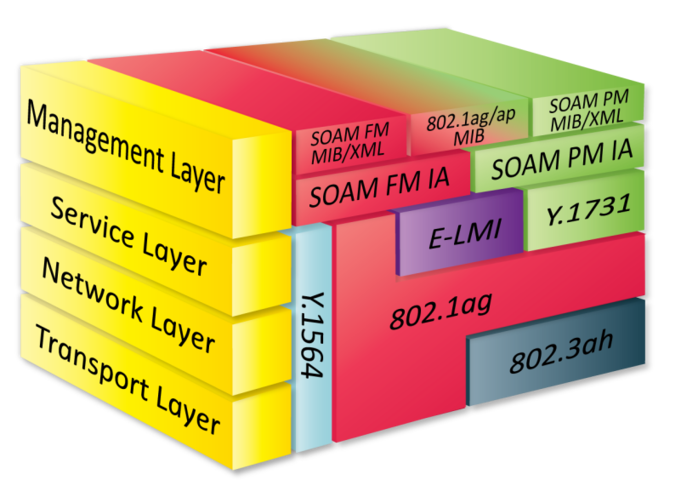 Management Layer
Service Layer
Network Layer
Transport Layer
SOAM FM
MIB/XML
802.1ag/ap
MIB
SOAM PM
MIB/XML
SOAM FM IA
SOAM PM IA
Y.1564
E-LMI
Y.1731
802.1ag
802.3ah